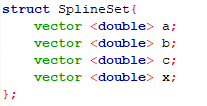 struct SplineSet{
    vector <double> a;
    vector <double> b;
    vector <double> c;
    vector <double> x;
};